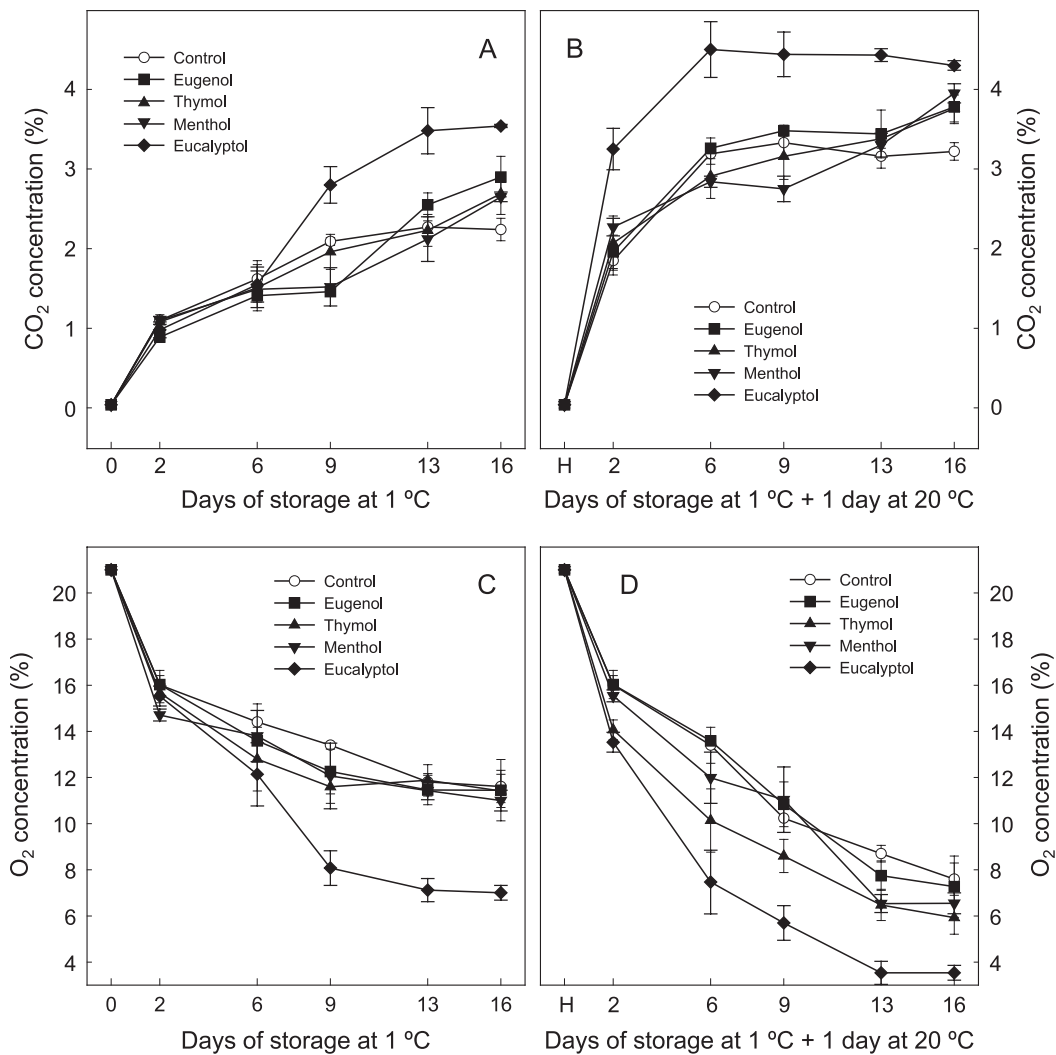 A
Control
Eugenol
Thymol
Menthol
Eucalyptol
CO2 concentration (%)
4
3
2
1
0
0 2 6 9 13 16
Days of storage at 1 ºC
B
Control
Eugenol
Thymol
Menthol
Eucalyptol
CO2 concentration (%)
4
3
2
1
0
H 2 6 9 13 16
Days of storage at 1 ºC + 1 day at 20 ºC
C
Control
Eugenol
Thymol
Menthol
Eucalyptol
O2 concentration (%)
20
18
16
14
12
10
8
6
4
0 2 6 9 13 16
Days of storage at 1 ºC
D
Control
Eugenol
Thymol
Menthol
Eucalyptol
O2 concentration (%)
20
18
16
14
12
10
8
6
4
H 2 6 9 13 16
Days of storage at 1 ºC + 1 day at 20 ºC